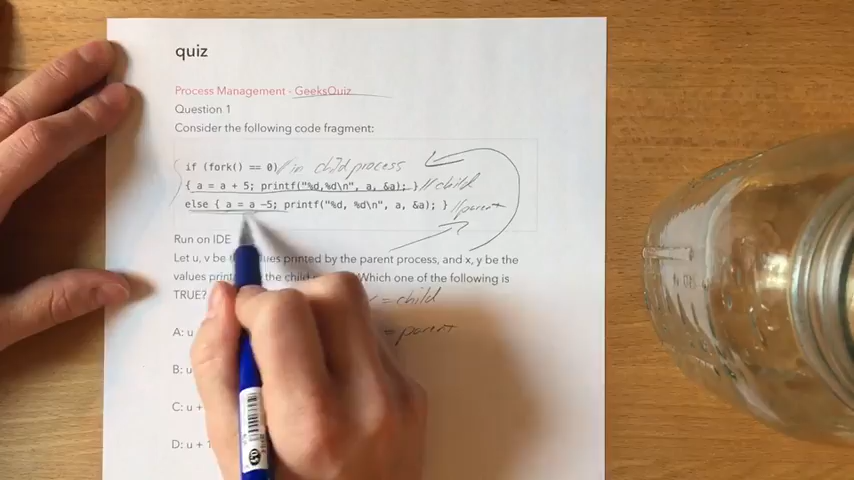 quiz
Process Management - GeeksQuiz
Question 1
Consider the following code fragment:
if (fork() == 0) // in child process
{ a = a + 5; printf("%d,%d\n", a, &a); } // child
else { a = a -5; printf("%d, %d\n", a, &a); } // parent
Run on IDE
Let u, v be the values printed by the parent process, and x, y be the
values printed by the child process. Which one of the following is
TRUE? = child
= parent
A: u
B: u
C: u +
D: u + 1